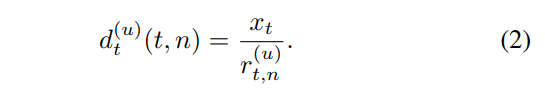 d_t^{(u)}(t, n) = \frac{x_t}{r_{t,n}^{(u)}}. (2)